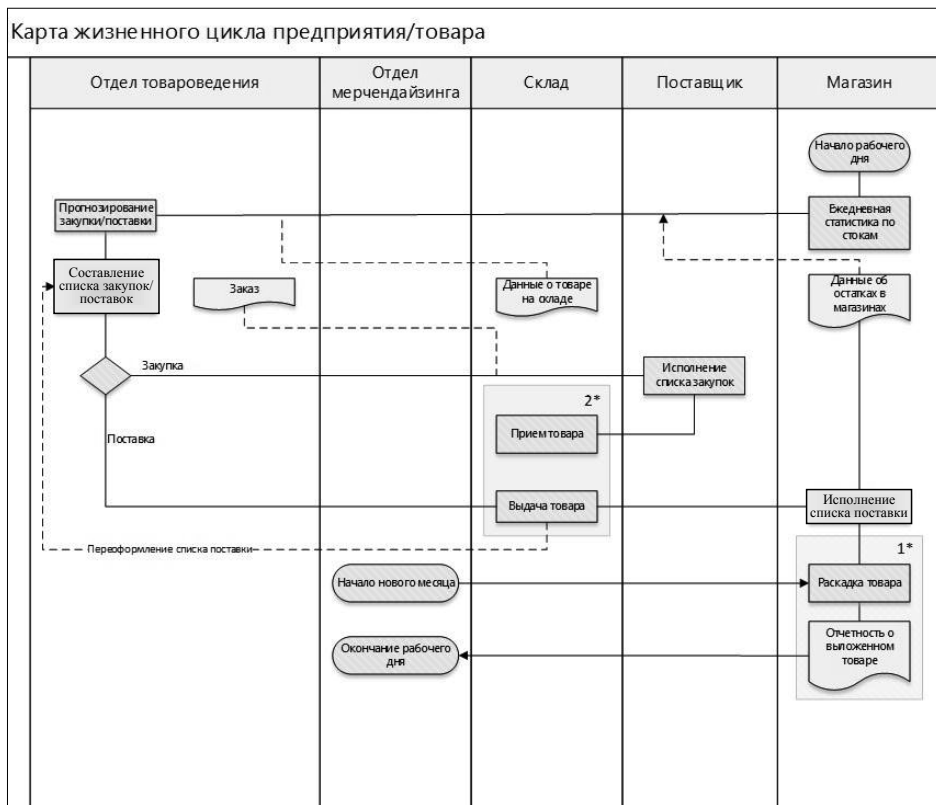 Карта жизненного цикла предприятия/товара
Отдел товароведения
Отдел
мерчендайзинга
Склад
Поставщик
Магазин
Начало рабочего
дня
Прогнозирование
закупки/поставки
Ежедневная
статистика по
стокам
Составление
списка закупок/
поставок
Заказ
Данные о товаре
на складе
Данные об
остатках в
магазинах
Закупка
Исполнение
списка закупок
2*
Прием товара
Поставка
Выдача товара
Исполнение
списка поставки
Переоформление списка поставки
1*
Начало нового месяца
Раскадка товара
Окончание рабочего
дня
Отчетность о
выложенном
товаре